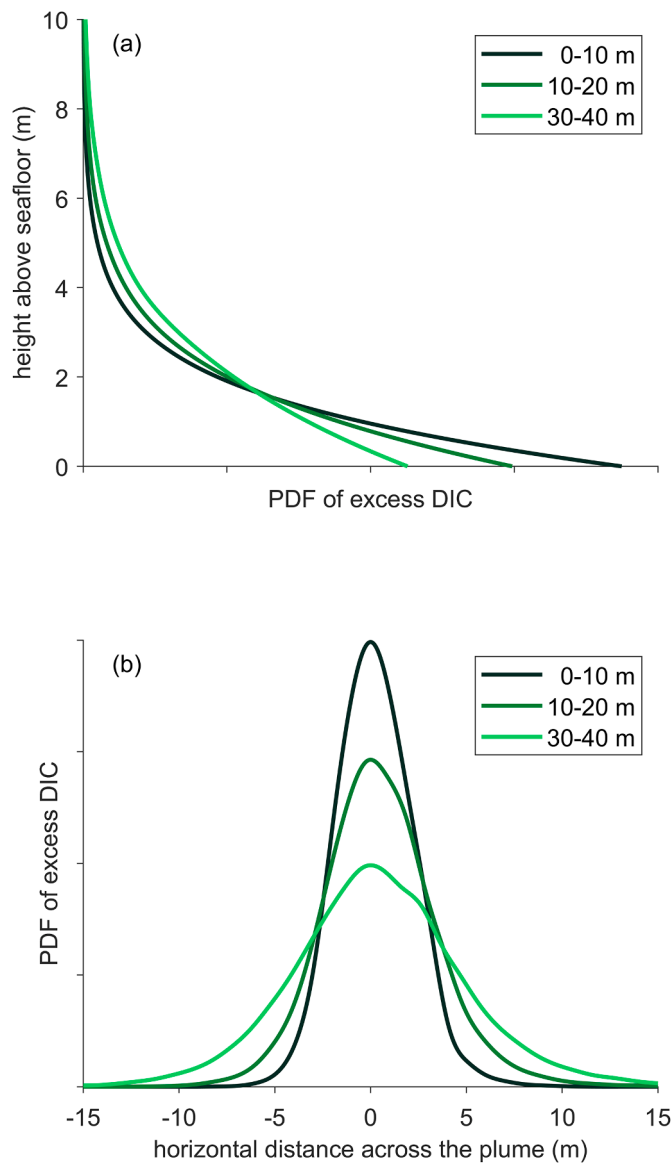 (a)
0-10 m
10-20 m
30-40 m
10
8
6
4
2
0
height above seafloor (m)
PDF of excess DIC
(b)
0-10 m
10-20 m
30-40 m
PDF of excess DIC
-15 -10 -5 0 5 10 15
horizontal distance across the plume (m)